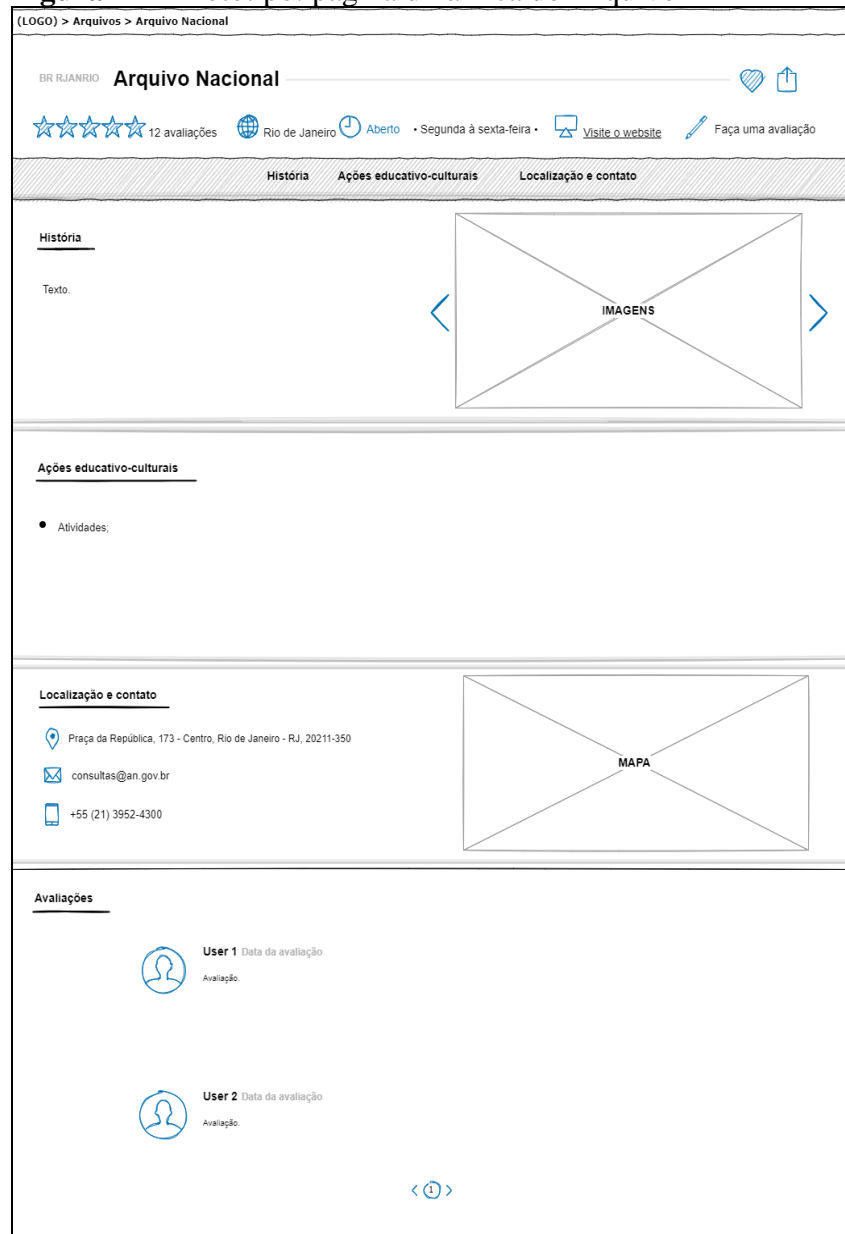 (LOGO) > Arquivos > Arquivo Nacional
BR RJANRIO Arquivo Nacional
12 avaliações Rio de Janeiro Aberto • Segunda à sexta-feira • Visite o website Faça uma avaliação
História Ações educativo-culturais Localização e contato
História
Texto.
IMAGENS
Ações educativo-culturais
• Atividades;
Localização e contato
Praça da República, 173 - Centro, Rio de Janeiro - RJ, 20211-350
consultas@an.gov.br
+55 (21) 3952-4300
MAPA
Avaliações
User 1 Data da avaliação
Avaliação.
User 2 Data da avaliação
Avaliação.
< 1 >